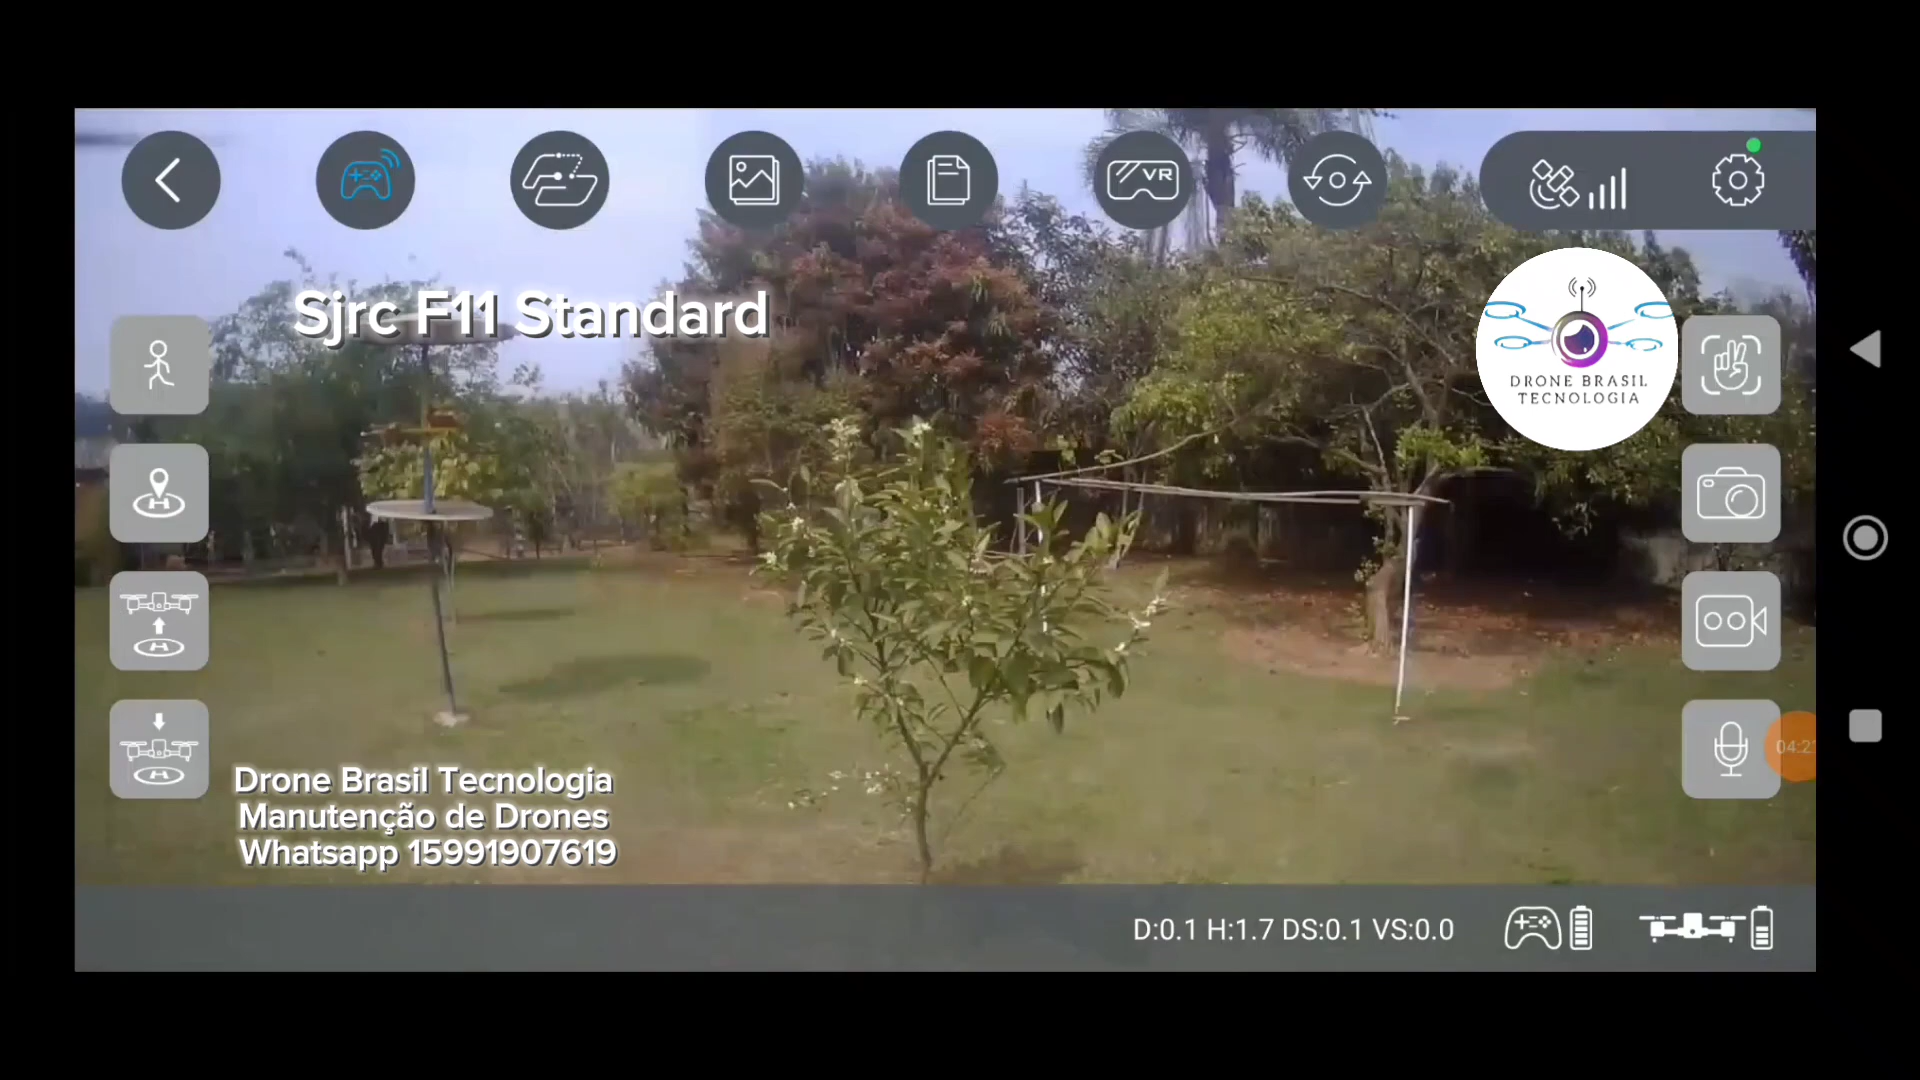 VR
Sjrc F11 Standard
DRONE BRASIL
TECNOLOGIA
Drone Brasil Tecnologia
Manutenção de Drones
Whatsapp 15991907619
D:0.1 H:1.7 DS:0.1 VS:0.0